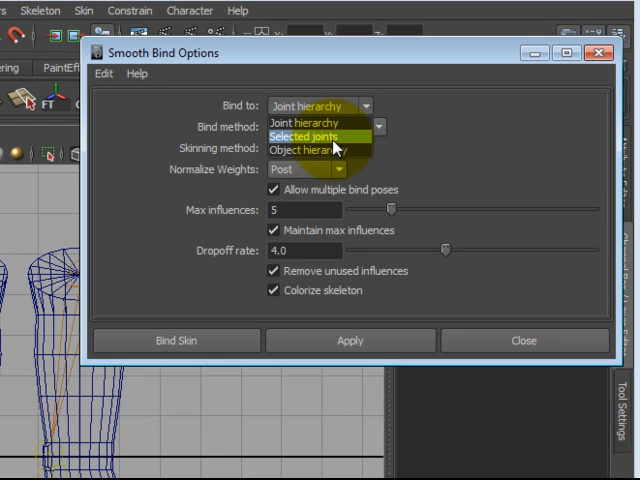 Skeleton Skin Constrain Character Help
Smooth Bind Options
Edit Help
FT
Bind to: Joint hierarchy
Joint hierarchy
Bind method:
Selected joints
Skinning method: Object hierarchy
Normalize Weights: Post
Allow multiple bind poses
Max influences: 5
Maintain max influences
Dropoff rate: 4.0
Remove unused influences
Colorize skeleton
Bind Skin Apply Close
Tool Settings